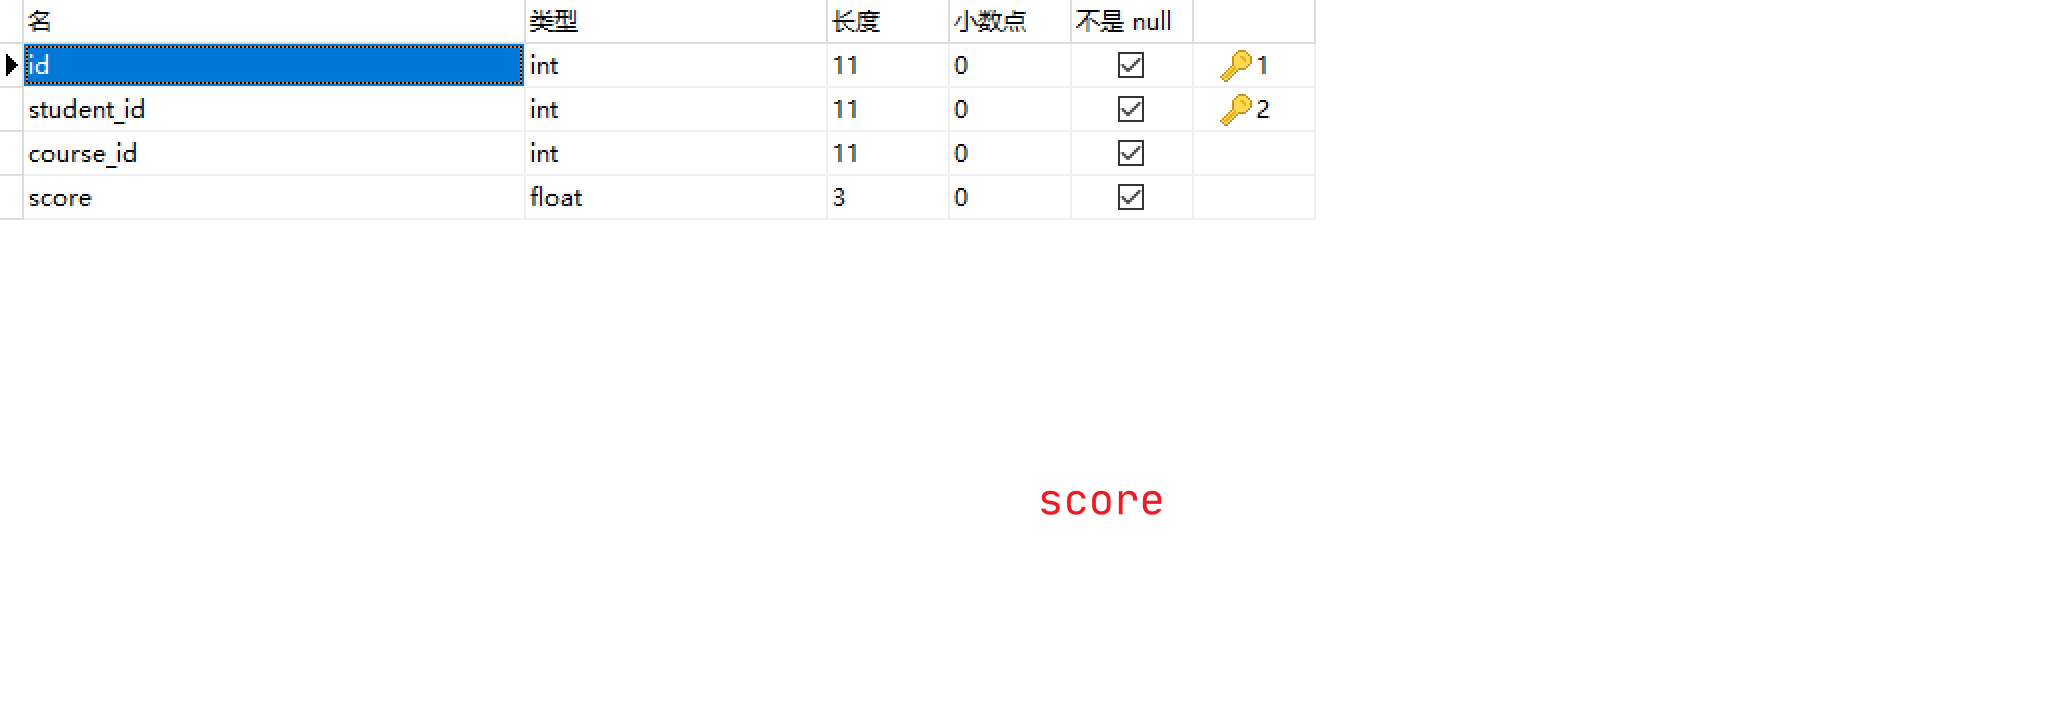 名 类型 长度 小数点 不是 null
id int 11 0 1
student_id int 11 0 2
course_id int 11 0
score float 3 0
score